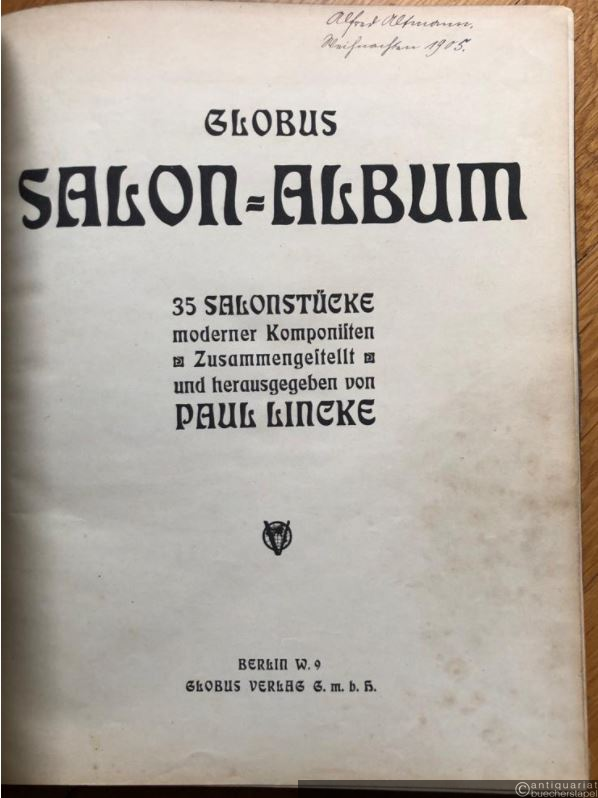 Alfred Altmann.
Weihnachten 1905.
GLOBUS
SALON=ALBUM
35 SALONSTÜCKE
moderner Komponiſten
Zuſammengeſtellt
und herausgegeben von
PAUL LINCKE
BERLIN W. 9
GLOBUS VERLAG G. m. b. H.
©antiquariat
buecherstapel